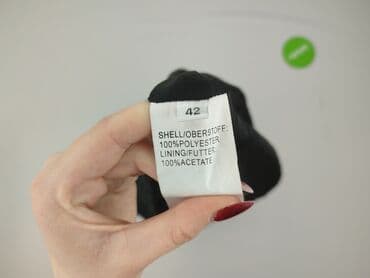 42
SHELL/OBERSTOFF:
100%POLYESTER
LINING/FUTTER:
100%ACETATE